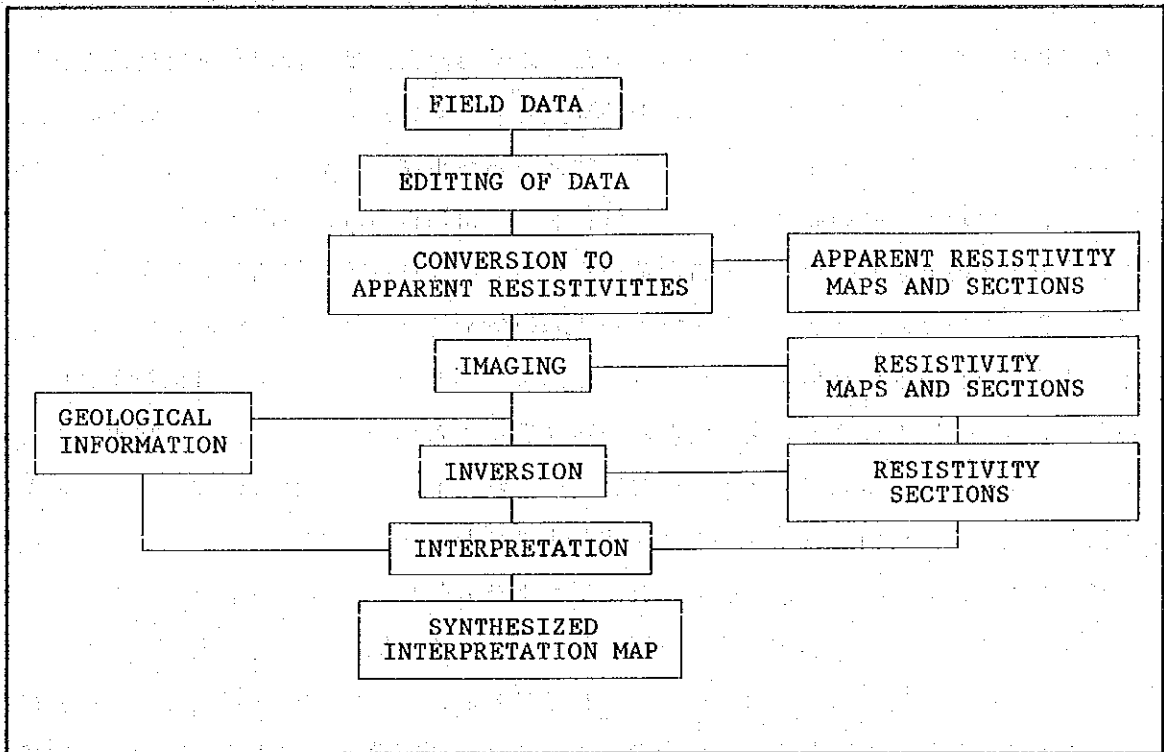 FIELD DATA
EDITING OF DATA
CONVERSION TO
APPARENT RESISTIVITIES
APPARENT RESISTIVITY
MAPS AND SECTIONS
IMAGING
RESISTIVITY
MAPS AND SECTIONS
GEOLOGICAL
INFORMATION
INVERSION
RESISTIVITY
SECTIONS
INTERPRETATION
SYNTHESIZED
INTERPRETATION MAP